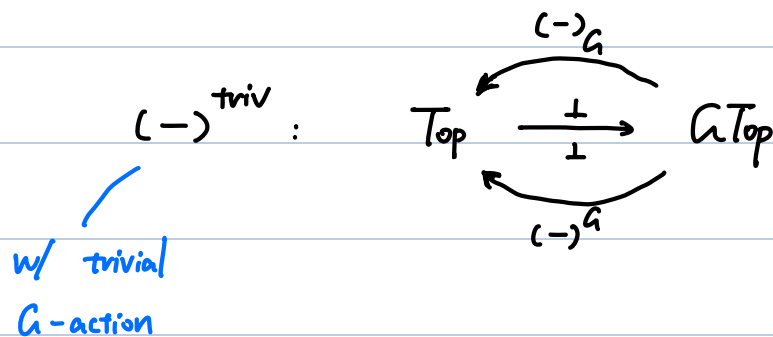 (-)_G
(-)^triv : Top ⊥ ⊥ GTop
(-)^G
w/ trivial
G-action